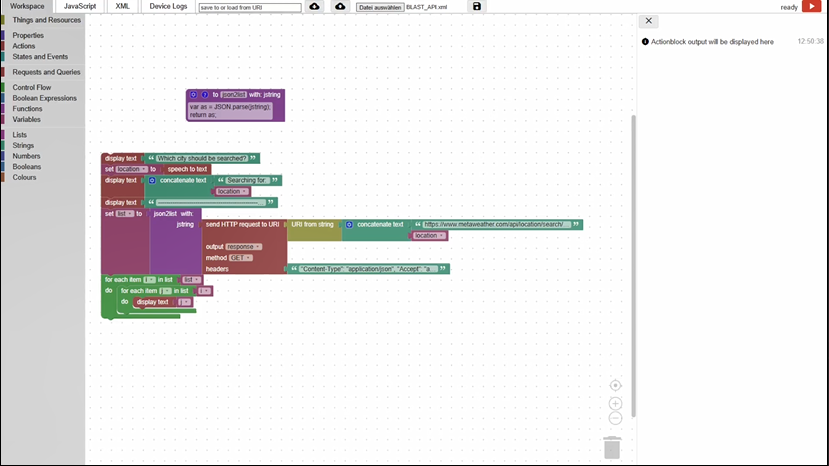 Workspace JavaScript XML Device Logs save to or load from URI Datei auswählen BLAST_API.xml ready
Things and Resources
Properties
Actions
States and Events
Requests and Queries
Control Flow
Boolean Expressions
Functions
Variables
Lists
Strings
Numbers
Booleans
Colours
to json2list with: jstring
var as = JSON.parse(jstring);
return as;
display text “ Which city should be searched? ”
set location to speech to text
display text concatenate text “ Searching for: ”
location
display text “ ”
set list to json2list with:
jstring send HTTP request to URI URI from string concatenate text “ https://www.metaweather.com/api/location/search/ ”
location
output response
method GET
headers “ "Content-Type": "application/json", "Accept": "a ”
for each item i in list list
do for each item j in list i
do display text j
Actionblock output will be displayed here 12:50:38